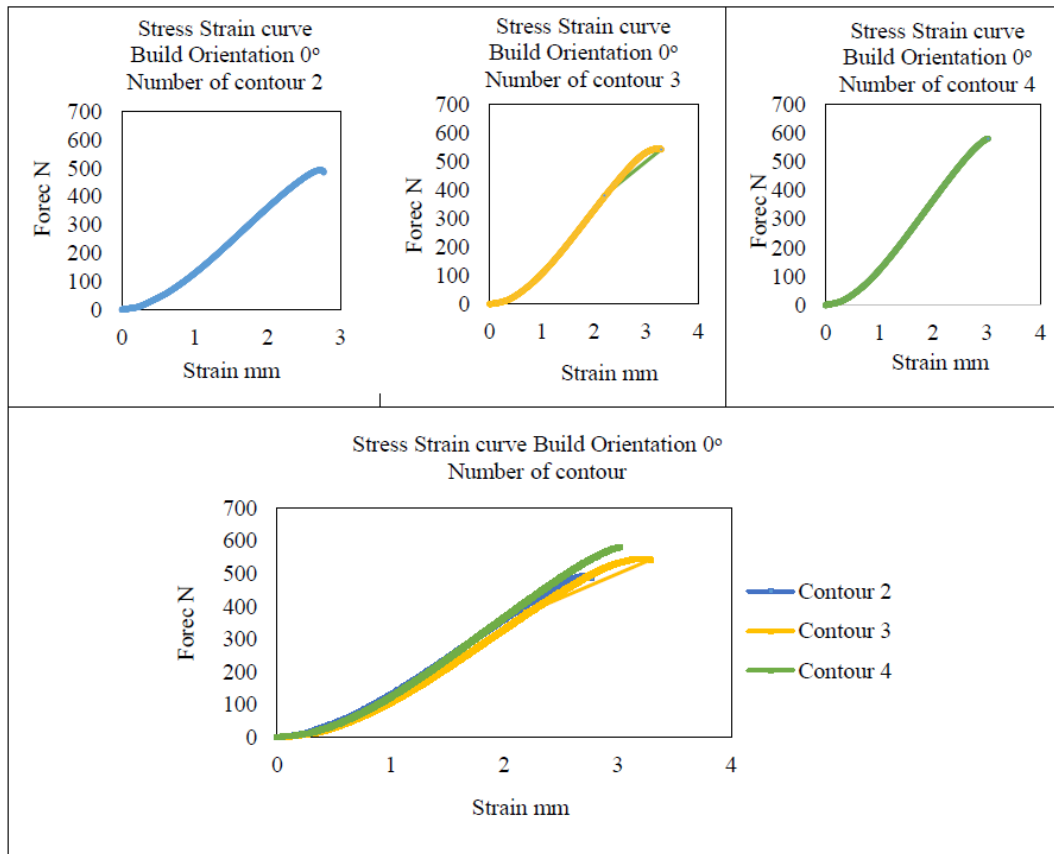 Stress Strain curve
Build Orientation 0º
Number of contour 2
700
600
500
400
300
200
100
0
Forec N
0 1 2 3
Strain mm
Stress Strain curve
Build Orientation 0º
Number of contour 3
700
600
500
400
300
200
100
0
Forec N
0 1 2 3 4
Strain mm
Stress Strain curve
Build Orientation 0º
Number of contour 4
700
600
500
400
300
200
100
0
Forec N
0 1 2 3 4
Strain mm
Stress Strain curve Build Orientation 0º
Number of contour
700
600
500
400
300
200
100
0
Forec N
0 1 2 3 4
Strain mm
Contour 2
Contour 3
Contour 4